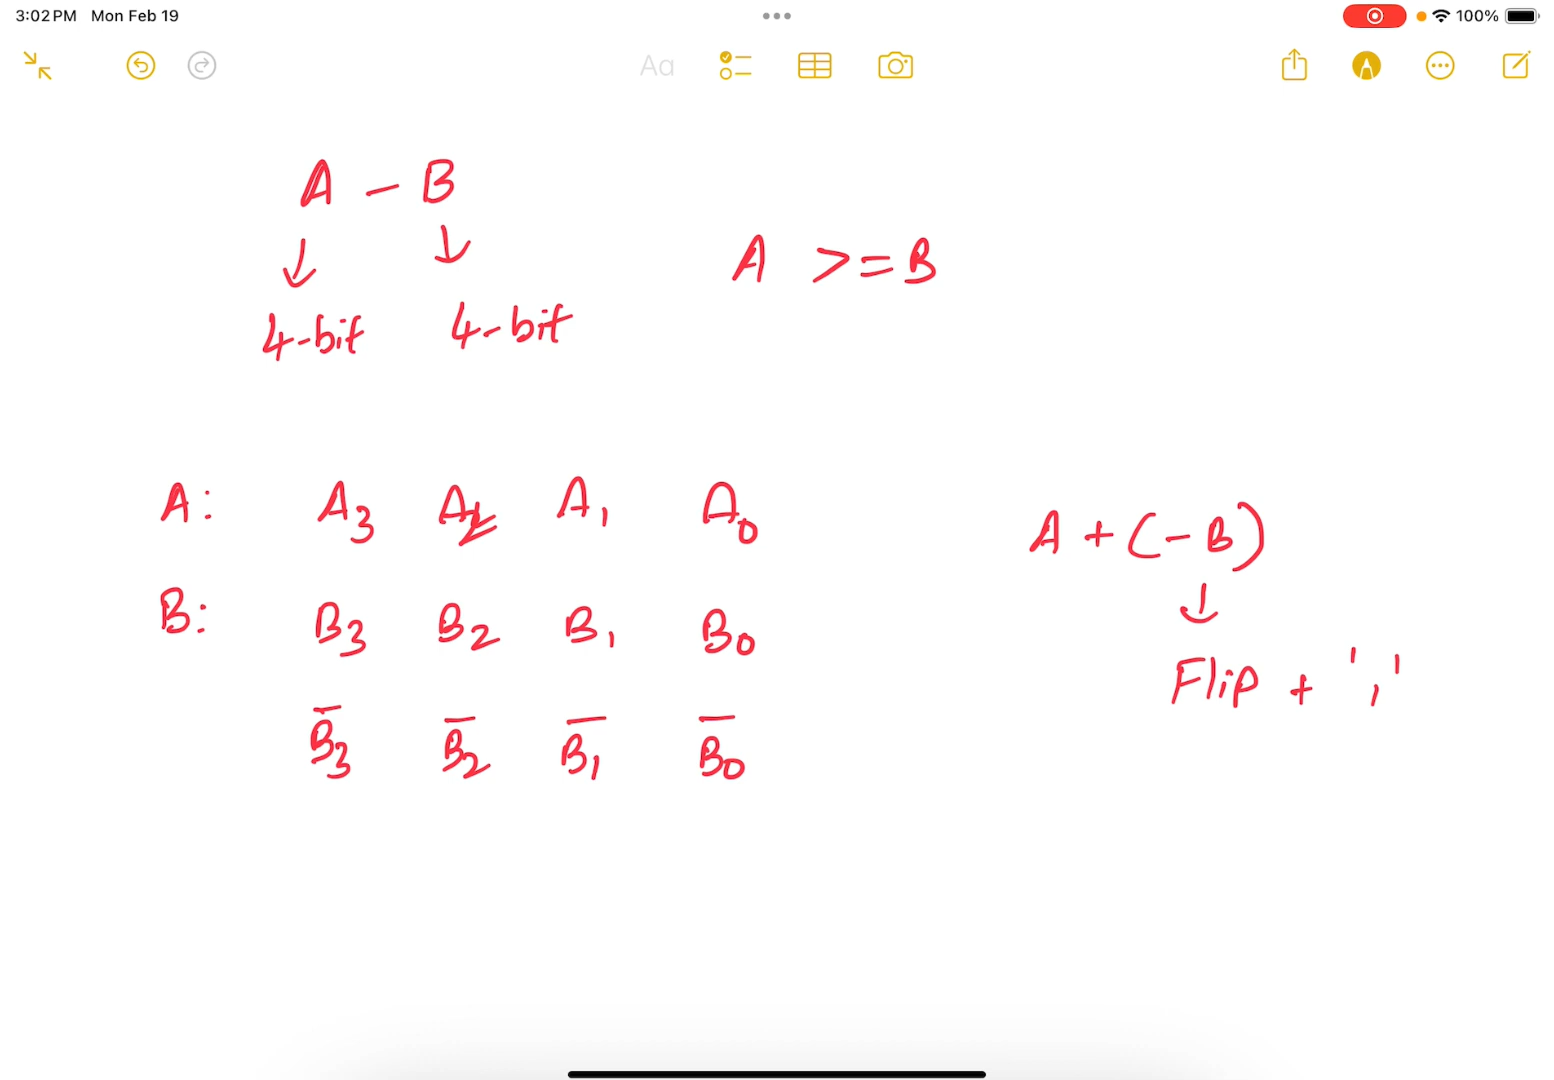 3:02 PM Mon Feb 19
100%
Aa
A - B
A >= B
4-bit 4-bit
A: A3 A2 A1 A0
A + (-B)
B: B3 B2 B1 B0
Flip + '1'
B̅3 B̅2 B̅1 B̅0